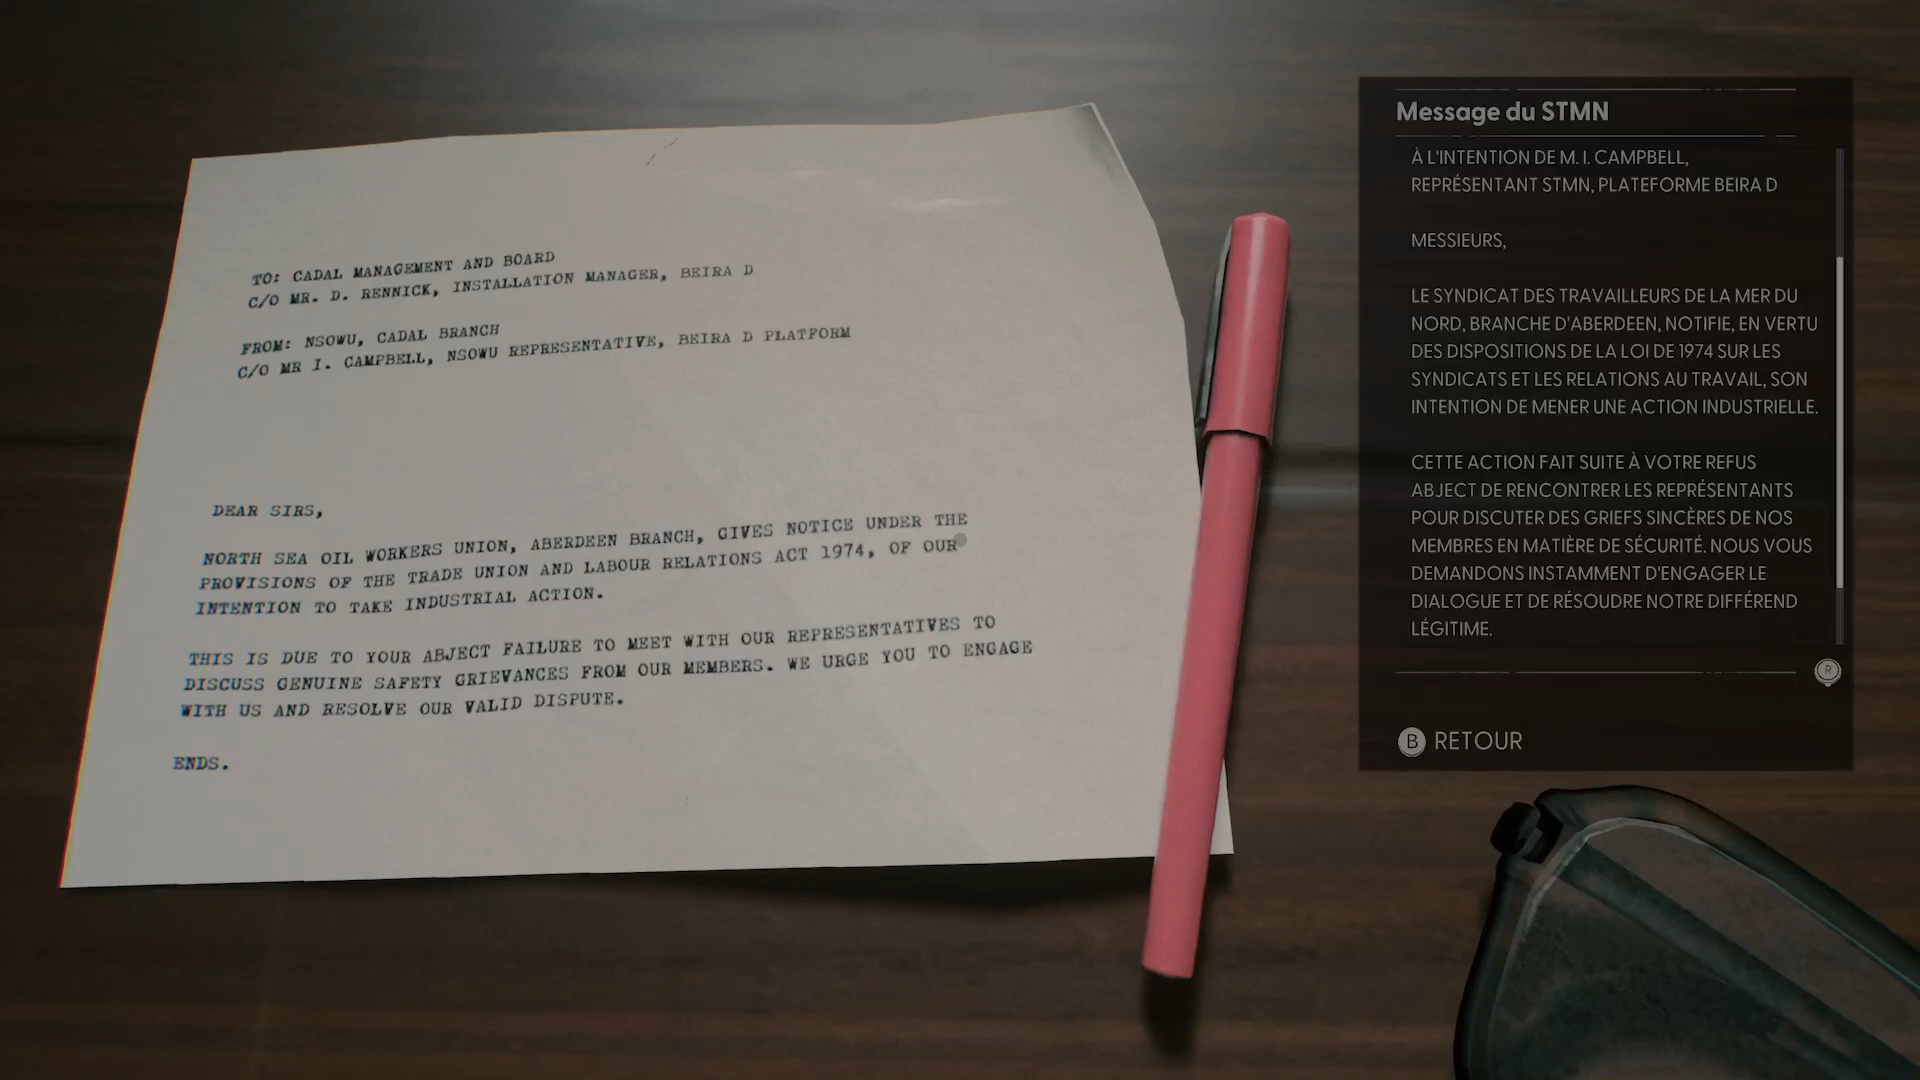 TO: CADAL MANAGEMENT AND BOARD
C/O MR. D. RENNICK, INSTALLATION MANAGER, BEIRA D
FROM: NSOWU, CADAL BRANCH
C/O MR I. CAMPBELL, NSOWU REPRESENTATIVE, BEIRA D PLATFORM
DEAR SIRS,
NORTH SEA OIL WORKERS UNION, ABERDEEN BRANCH, GIVES NOTICE UNDER THE
PROVISIONS OF THE TRADE UNION AND LABOUR RELATIONS ACT 1974, OF OUR
INTENTION TO TAKE INDUSTRIAL ACTION.
THIS IS DUE TO YOUR ABJECT FAILURE TO MEET WITH OUR REPRESENTATIVES TO
DISCUSS GENUINE SAFETY GRIEVANCES FROM OUR MEMBERS. WE URGE YOU TO ENGAGE
WITH US AND RESOLVE OUR VALID DISPUTE.
ENDS.
Message du STMN
À L'INTENTION DE M. I. CAMPBELL,
REPRÉSENTANT STMN, PLATEFORME BEIRA D
MESSIEURS,
LE SYNDICAT DES TRAVAILLEURS DE LA MER DU
NORD, BRANCHE D'ABERDEEN, NOTIFIE, EN VERTU
DES DISPOSITIONS DE LA LOI DE 1974 SUR LES
SYNDICATS ET LES RELATIONS AU TRAVAIL, SON
INTENTION DE MENER UNE ACTION INDUSTRIELLE.
CETTE ACTION FAIT SUITE À VOTRE REFUS
ABJECT DE RENCONTRER LES REPRÉSENTANTS
POUR DISCUTER DES GRIEFS SINCÈRES DE NOS
MEMBRES EN MATIÈRE DE SÉCURITÉ. NOUS VOUS
DEMANDONS INSTAMMENT D'ENGAGER LE
DIALOGUE ET DE RÉSOUDRE NOTRE DIFFÉREND
LÉGITIME.
R
B RETOUR